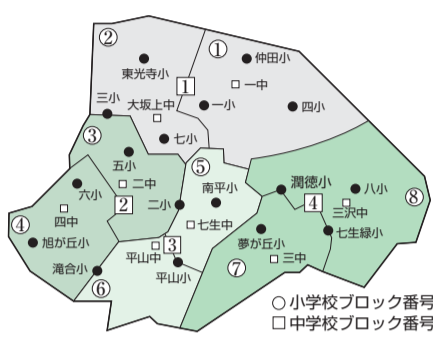 ②
①
仲田小
東光寺小
1
一中
三小
大坂上中
一小
四小
③
七小
五小
⑤
六小
二中
南平小
潤徳小
八小
⑧
④
四中
2
二小
4
三沢中
旭が丘小
七生中
夢が丘小
七生緑小
滝合小
平山中
3
三中
⑥
平山小
⑦
○小学校ブロック番号
□中学校ブロック番号